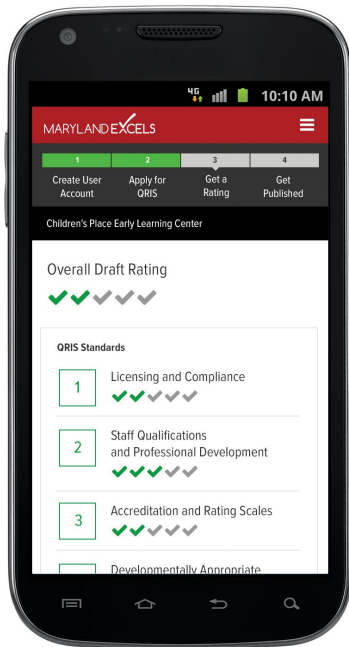 4G
10:10 AM
MARYLAND EXCELS
1
2
3
4
Create User
Account
Apply for
QRIS
Get a
Rating
Get
Published
Children's Place Early Learning Center
Overall Draft Rating
QRIS Standards
1
Licensing and Compliance
2
Staff Qualifications
and Professional Development
3
Accreditation and Rating Scales
Developmentally Appropriate